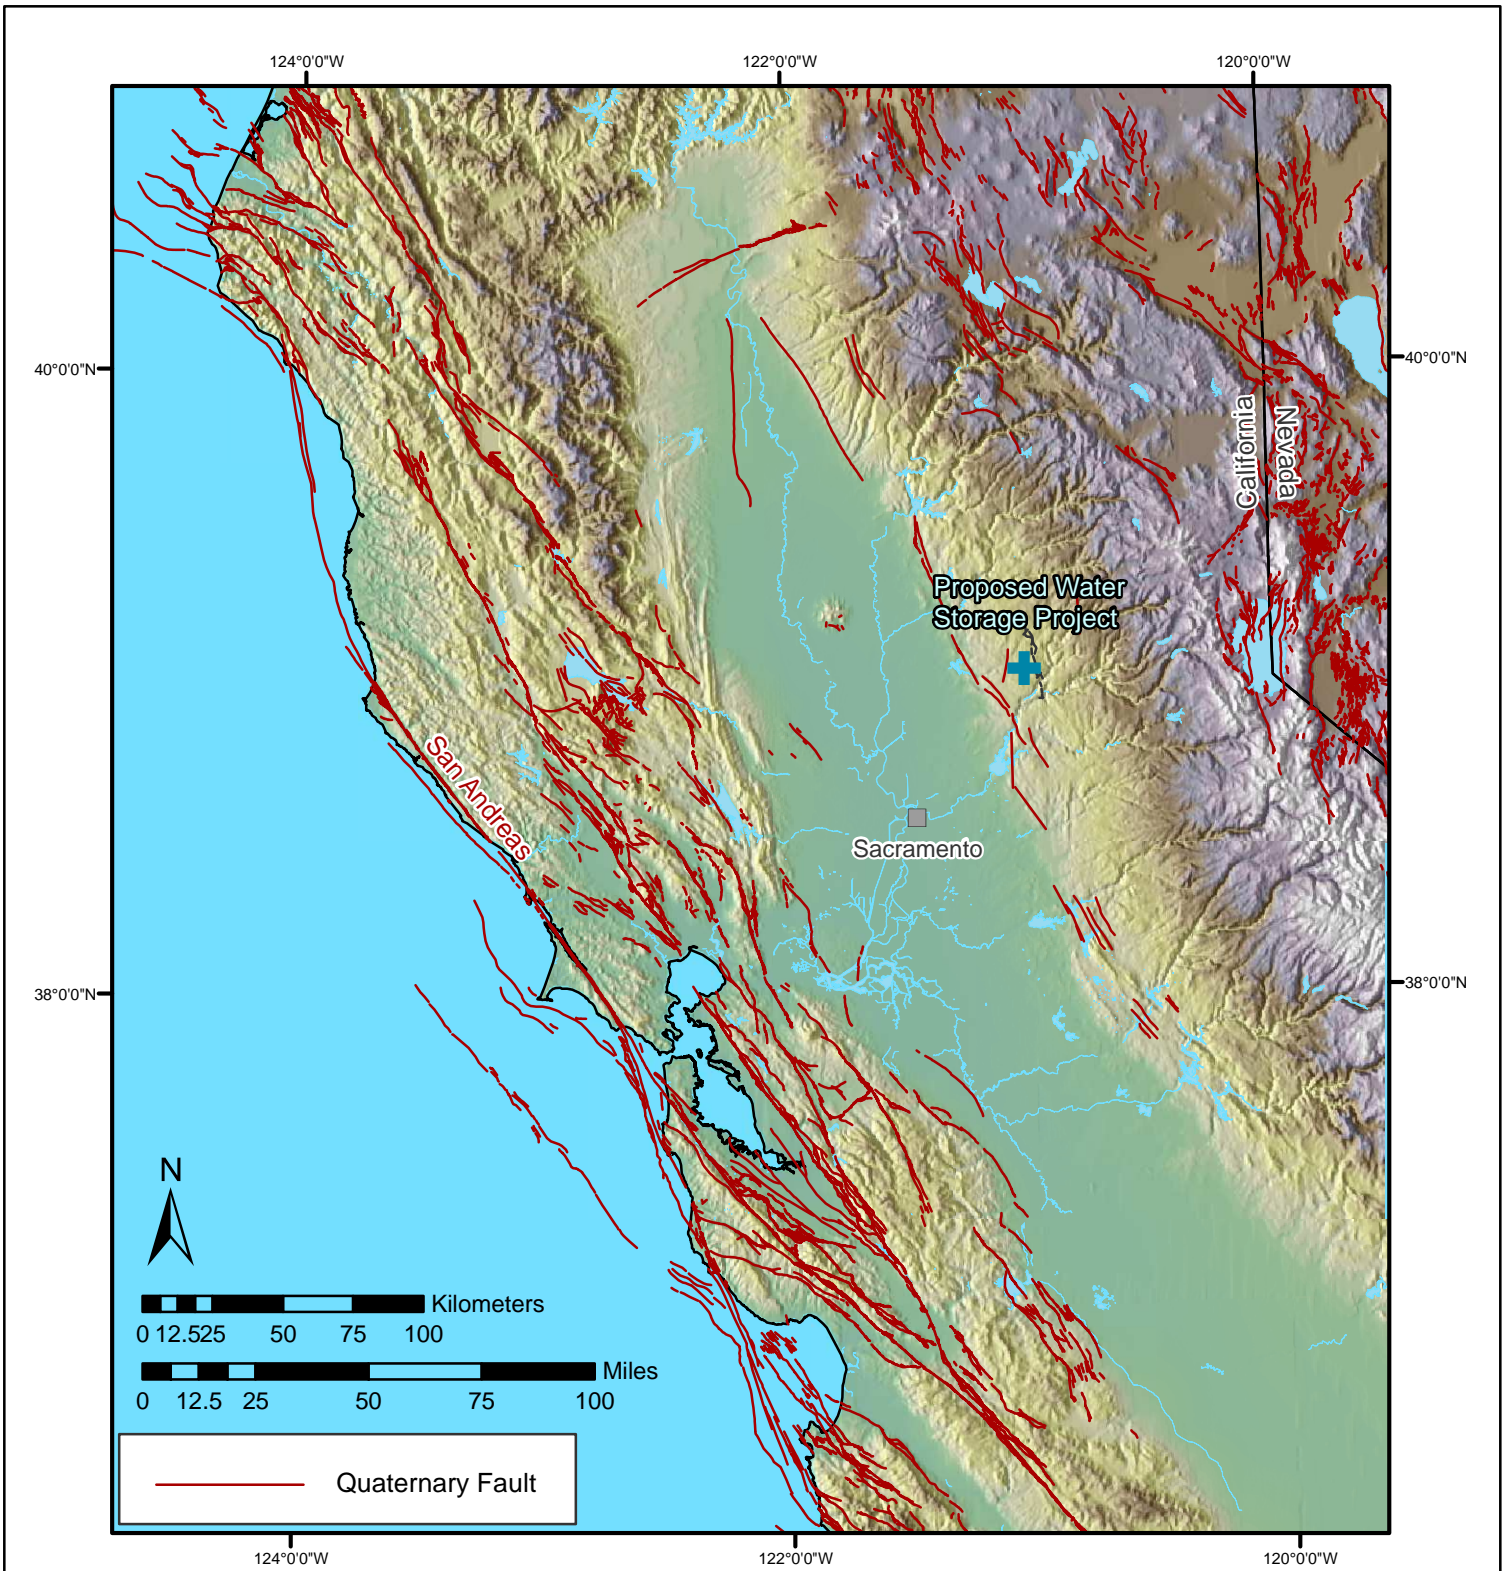 124°0'0"W
122°0'0"W
120°0'0"W
40°0'0"N
40°0'0"N
California
Nevada
Proposed Water
Storage Project
San Andreas
Sacramento
38°0'0"N
38°0'0"N
N
Kilometers
0 12.5 25 50 75 100
Miles
0 12.5 25 50 75 100
Quaternary Fault
124°0'0"W
122°0'0"W
120°0'0"W